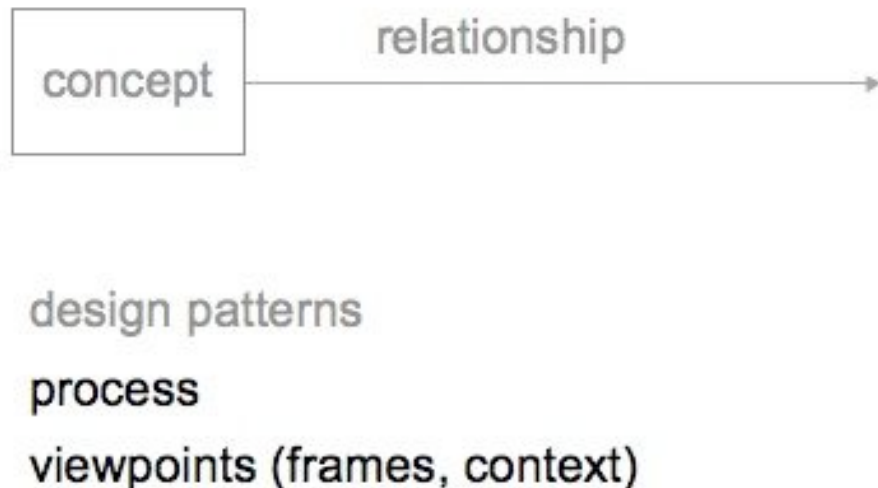 relationship
concept
design patterns
process
viewpoints (frames, context)